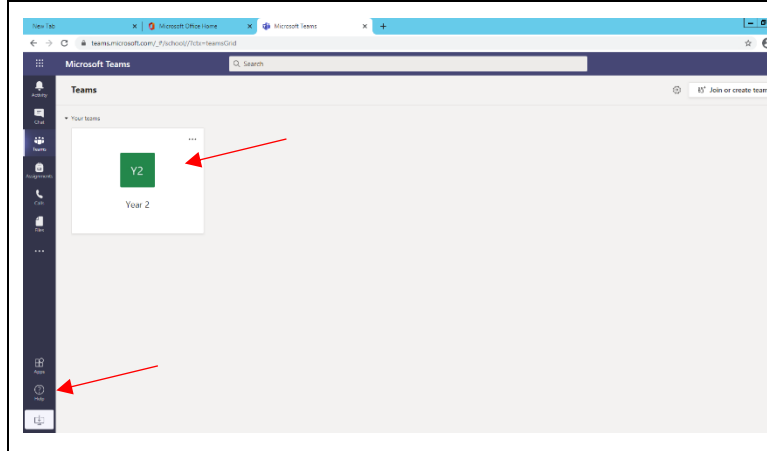 New Tab
Microsoft Office Home
Microsoft Teams
teams.microsoft.com/_#/school//?ctx=teamsGrid
Microsoft Teams
Search
Activity
Teams
Join or create team
Chat
Your teams
Teams
...
Y2
Assignments
Year 2
Calls
Files
...
Apps
Help